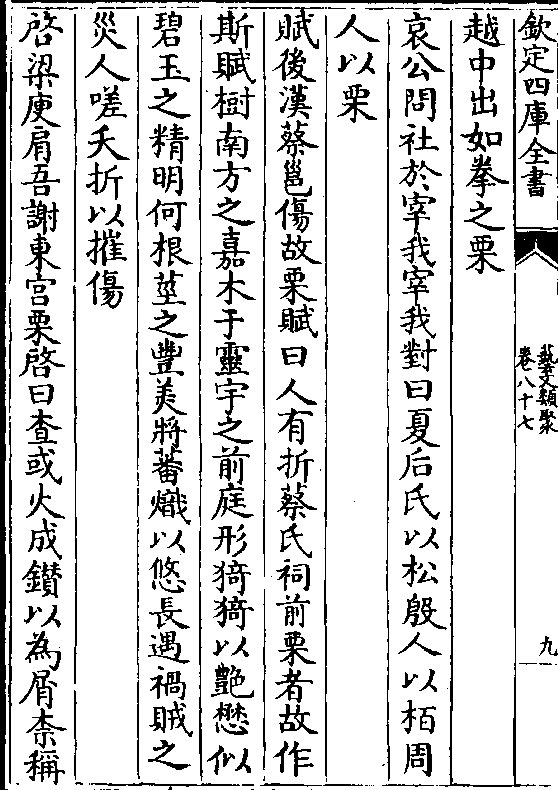 欽定四庫全書
藝文類聚
卷八十七
九
越中出如拳之栗
哀公問社於宰我宰我對曰夏后氏以松殷人以栢周
人以栗
賦後漢蔡邕傷故栗賦曰人有折蔡氏祠前栗者故作
斯賦樹南方之嘉木于靈宇之前庭形猗猗以艷懋似
碧玉之精明何根莖之豐美將蕃熾以悠長遇禍賊之
災人嗟夭折以摧傷
啓梁庾肩吾謝東宫栗啓曰查或火成鑚以為屑柰稱